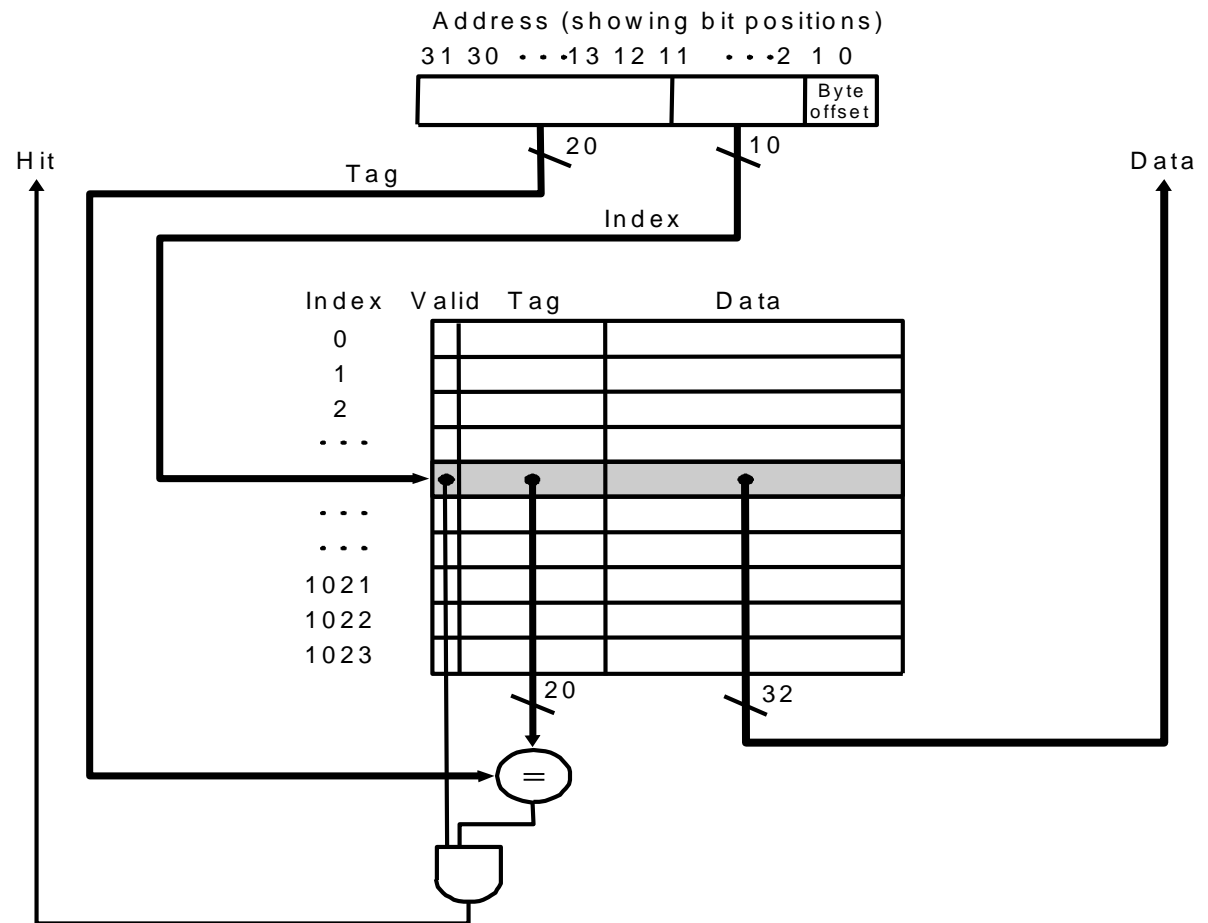 Address (showing bit positions)
31 30 ···13 12 11 ···2 1 0
Byte
offset
20
10
Hit
Data
Tag
Index
Index Valid Tag Data
0
1
2
···
···
···
1021
1022
1023
20
32
=